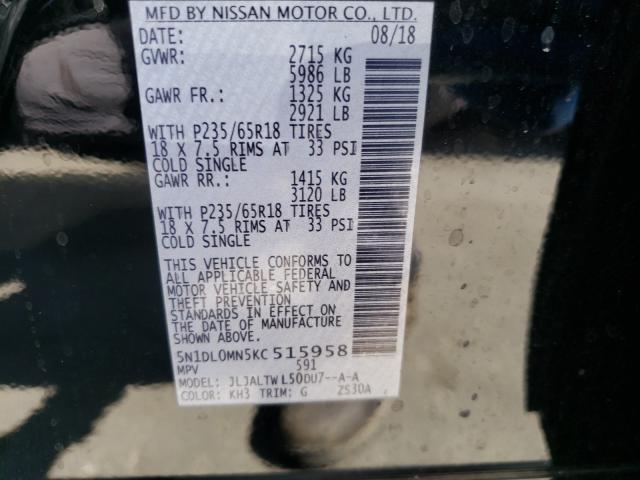 MFD BY NISSAN MOTOR CO., LTD.
DATE: 08/18
GVWR: 2715 KG
5986 LB
GAWR FR.: 1325 KG
2921 LB
WITH P235/65R18 TIRES
18 X 7.5 RIMS AT 33 PSI
COLD SINGLE
GAWR RR.: 1415 KG
3120 LB
WITH P235/65R18 TIRES
18 X 7.5 RIMS AT 33 PSI
COLD SINGLE
THIS VEHICLE CONFORMS TO
ALL APPLICABLE FEDERAL
MOTOR VEHICLE SAFETY AND
THEFT PREVENTION
STANDARDS IN EFFECT ON
THE DATE OF MANUFACTURE
SHOWN ABOVE.
5N1DL0MN5KC515958
MPV 591
MODEL: JLJALTWL50DU7--A-A
COLOR: KH3 TRIM: G ZS30A